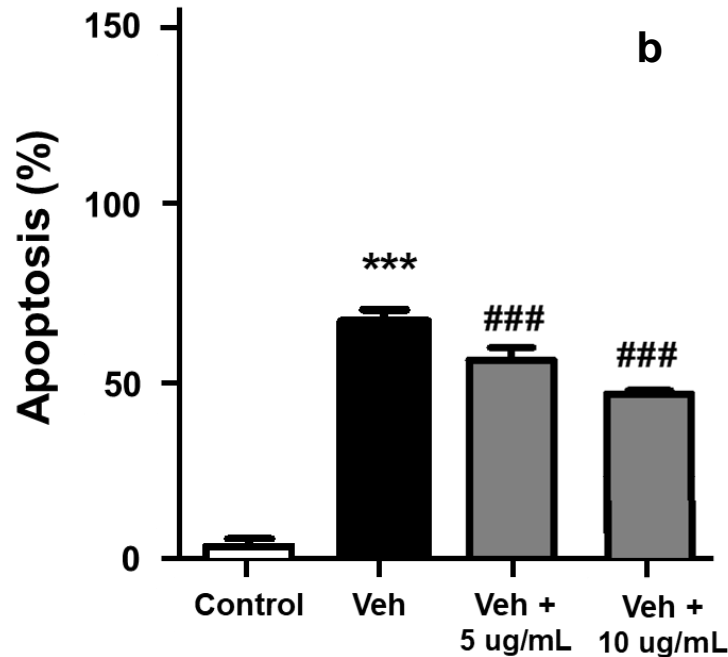 150
b
100
50
0
Apoptosis (%)
***
###
###
Control
Veh
Veh +
5 ug/mL
Veh +
10 ug/mL